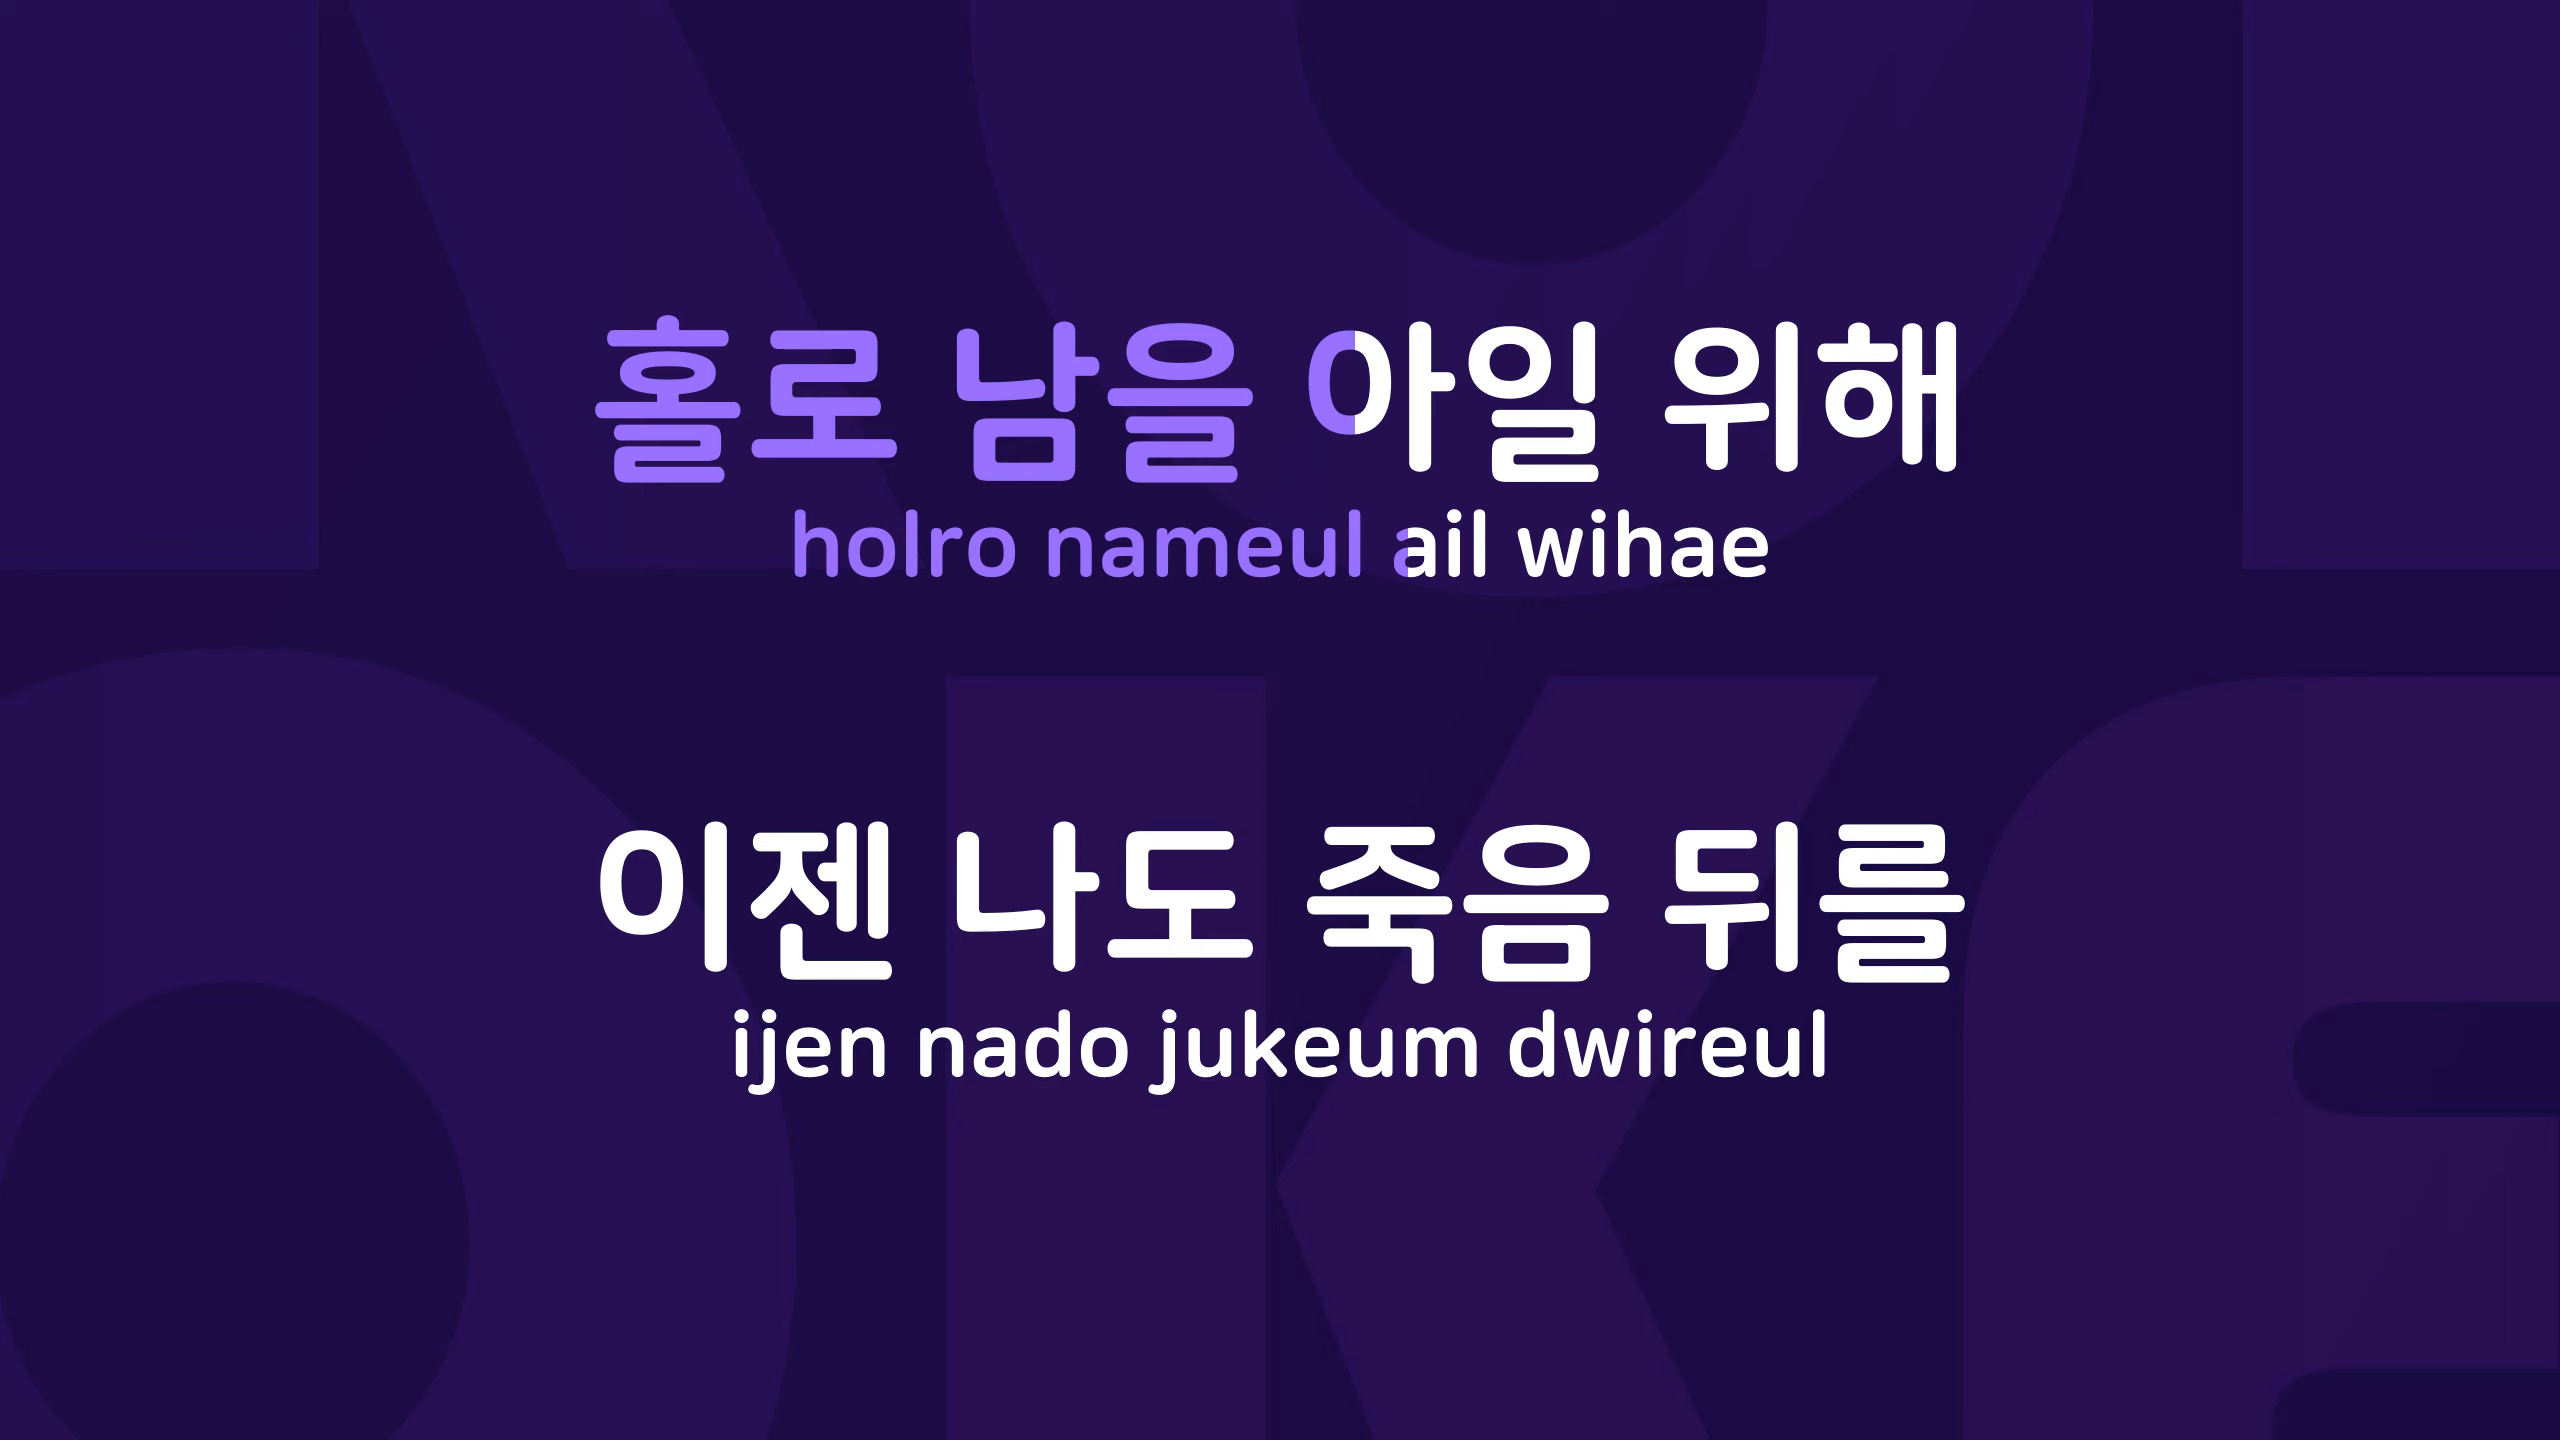 홀로 남을 아일 위해
holro nameul ail wihae
이젠 나도 죽음 뒤를
ijen nado jukeum dwireul